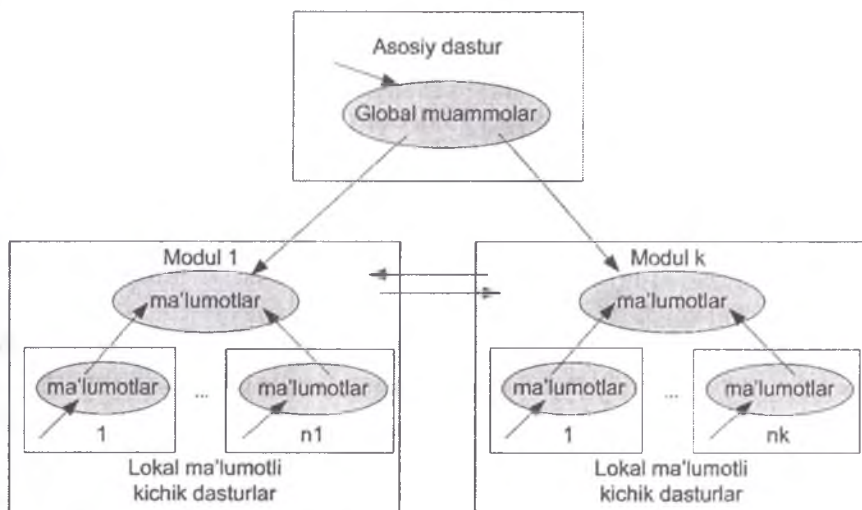 Asosiy dastur
Global muammolar
Modul 1
ma'lumotlar
ma'lumotlar
...
ma'lumotlar
1
n1
Lokal ma'lumotli
kichik dasturlar
Modul k
ma'lumotlar
ma'lumotlar
...
ma'lumotlar
1
nk
Lokal ma'lumotli
kichik dasturlar